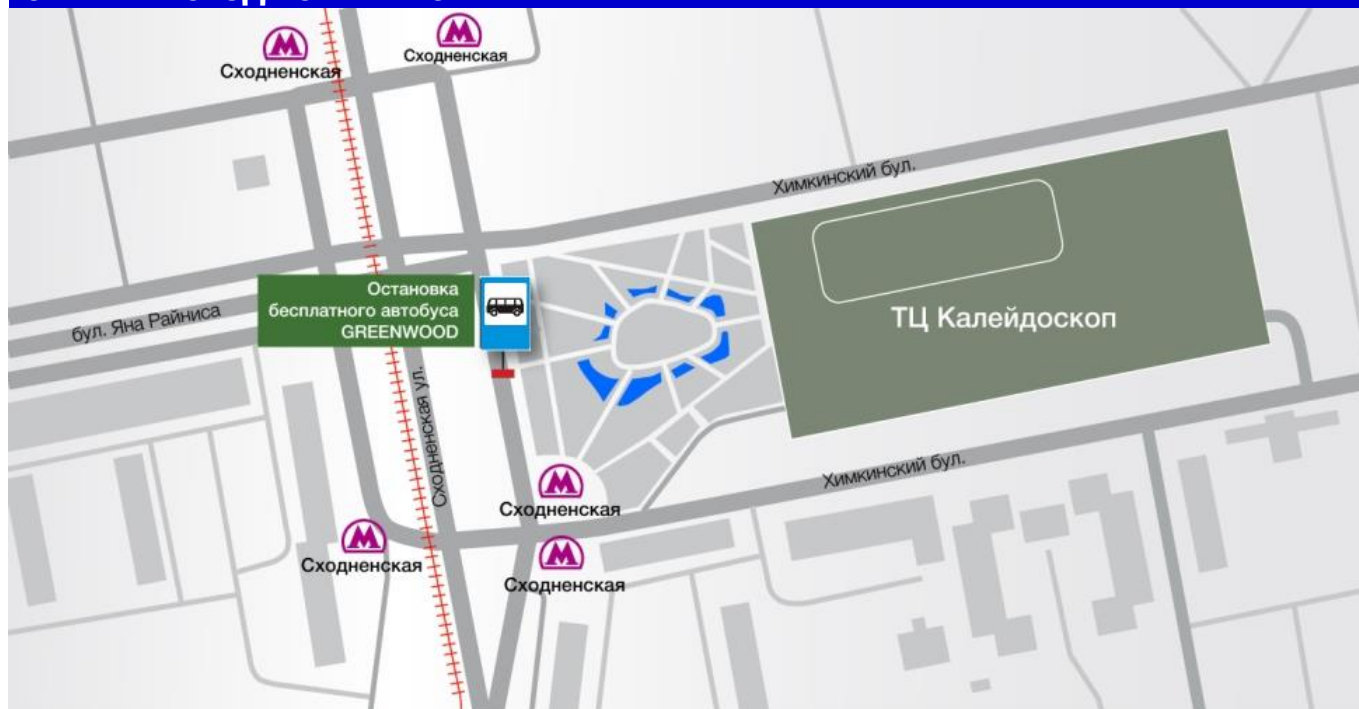 Сходненская
Сходненская
Химкинский бул.
Остановка
бесплатного автобуса
GREENWOOD
бул. Яна Райниса
ТЦ Калейдоскоп
Сходненская ул.
Химкинский бул.
Сходненская
Сходненская
Сходненская